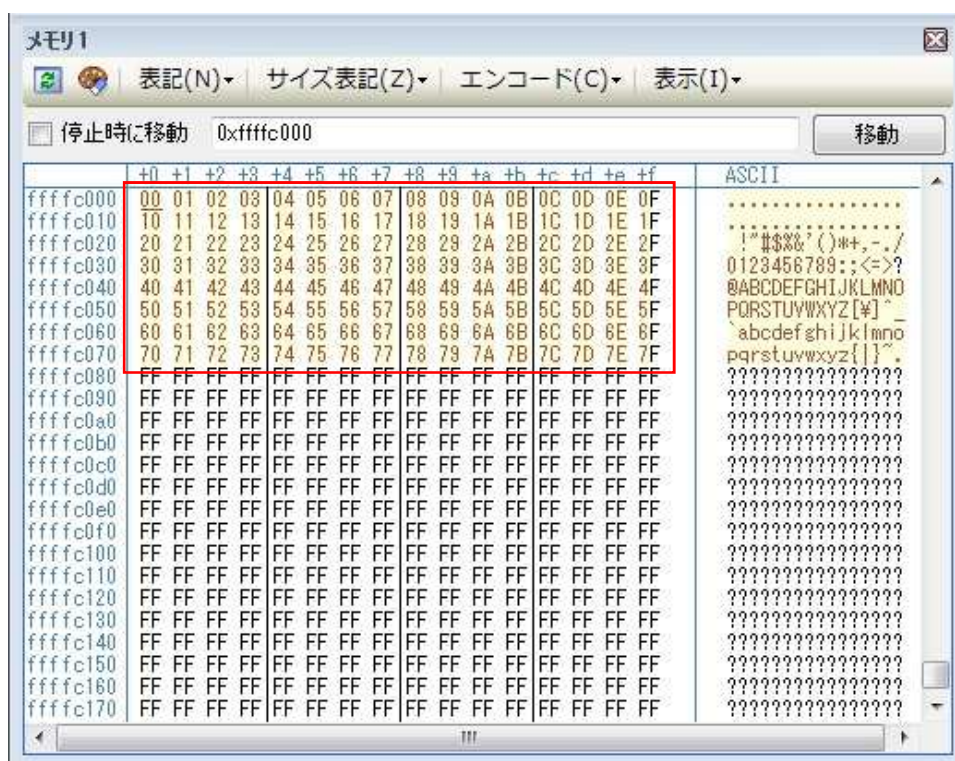 メモリ1
表記(N)▾ サイズ表記(Z)▾ エンコード(C)▾ 表示(I)▾
停止時に移動 0xffffc000 移動
+0 +1 +2 +3 +4 +5 +6 +7 +8 +9 +a +b +c +d +e +f ASCII
ffffc000 00 01 02 03 04 05 06 07 08 09 0A 0B 0C 0D 0E 0F ................
ffffc010 10 11 12 13 14 15 16 17 18 19 1A 1B 1C 1D 1E 1F ................
ffffc020 20 21 22 23 24 25 26 27 28 29 2A 2B 2C 2D 2E 2F !"#$%&'()*+,-./
ffffc030 30 31 32 33 34 35 36 37 38 39 3A 3B 3C 3D 3E 3F 0123456789:;<=>?
ffffc040 40 41 42 43 44 45 46 47 48 49 4A 4B 4C 4D 4E 4F @ABCDEFGHIJKLMNO
ffffc050 50 51 52 53 54 55 56 57 58 59 5A 5B 5C 5D 5E 5F PQRSTUVWXYZ[¥]^_
ffffc060 60 61 62 63 64 65 66 67 68 69 6A 6B 6C 6D 6E 6F `abcdefghijklmno
ffffc070 70 71 72 73 74 75 76 77 78 79 7A 7B 7C 7D 7E 7F pqrstuvwxyz{|}~.
ffffc080 FF FF FF FF FF FF FF FF FF FF FF FF FF FF FF FF ????????????????
ffffc090 FF FF FF FF FF FF FF FF FF FF FF FF FF FF FF FF ????????????????
ffffc0a0 FF FF FF FF FF FF FF FF FF FF FF FF FF FF FF FF ????????????????
ffffc0b0 FF FF FF FF FF FF FF FF FF FF FF FF FF FF FF FF ????????????????
ffffc0c0 FF FF FF FF FF FF FF FF FF FF FF FF FF FF FF FF ????????????????
ffffc0d0 FF FF FF FF FF FF FF FF FF FF FF FF FF FF FF FF ????????????????
ffffc0e0 FF FF FF FF FF FF FF FF FF FF FF FF FF FF FF FF ????????????????
ffffc0f0 FF FF FF FF FF FF FF FF FF FF FF FF FF FF FF FF ????????????????
ffffc100 FF FF FF FF FF FF FF FF FF FF FF FF FF FF FF FF ????????????????
ffffc110 FF FF FF FF FF FF FF FF FF FF FF FF FF FF FF FF ????????????????
ffffc120 FF FF FF FF FF FF FF FF FF FF FF FF FF FF FF FF ????????????????
ffffc130 FF FF FF FF FF FF FF FF FF FF FF FF FF FF FF FF ????????????????
ffffc140 FF FF FF FF FF FF FF FF FF FF FF FF FF FF FF FF ????????????????
ffffc150 FF FF FF FF FF FF FF FF FF FF FF FF FF FF FF FF ????????????????
ffffc160 FF FF FF FF FF FF FF FF FF FF FF FF FF FF FF FF ????????????????
ffffc170 FF FF FF FF FF FF FF FF FF FF FF FF FF FF FF FF ????????????????